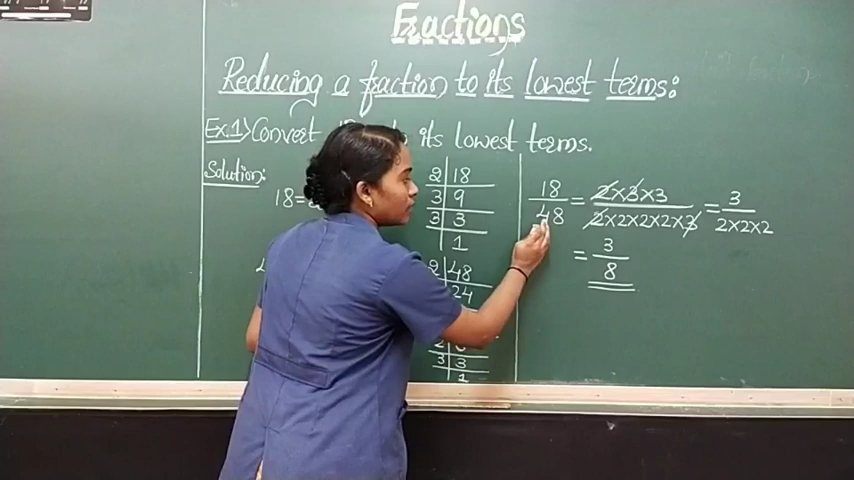 Fractions
Reducing a fraction to its lowest terms:
Ex.1> Convert its lowest terms.
Solution:
18=
2 | 18
3 | 9
3 | 3
1
2 | 48
24
3 | 3
1
18/48 = 2×3×3/2×2×2×2×3 = 3/2×2×2
= 3/8